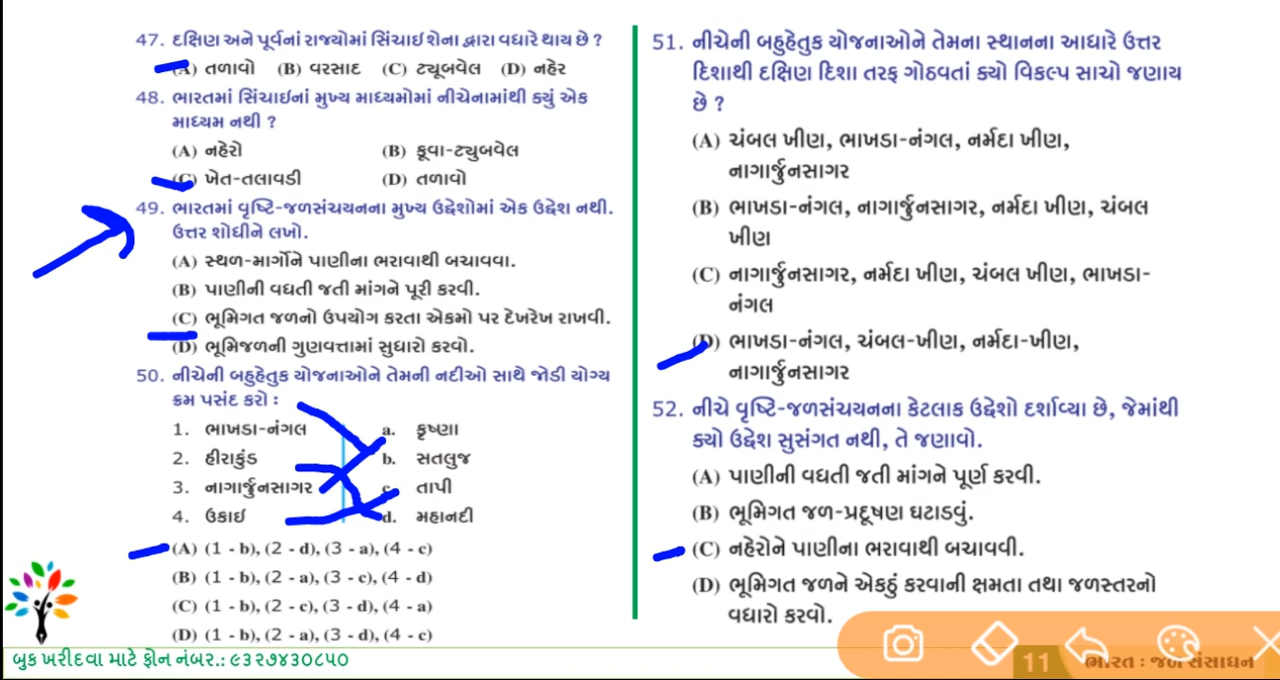 47. દક્ષિણ અને પૂર્વનાં રાજ્યોમાં સિંચાઇ શેના દ્વારા વધારે થાય છે ?
(A) તળાવો (B) વરસાદ (C) ટ્યૂબવેલ (D) નહેર
48. ભારતમાં સિંચાઇનાં મુખ્ય માધ્યમોમાં નીચેનામાંથી ક્યું એક
માધ્યમ નથી ?
(A) નહેરો (B) કૂવા-ટ્યુબવેલ
(C) ખેત-તલાવડી (D) તળાવો
49. ભારતમાં વૃષ્ટિ-જળસંચયનના મુખ્ય ઉદ્દેશોમાં એક ઉદ્દેશ નથી.
ઉત્તર શોધીને લખો.
(A) સ્થળ-માર્ગોને પાણીના ભરાવાથી બચાવવા.
(B) પાણીની વધતી જતી માંગને પૂરી કરવી.
(C) ભૂમિગત જળનો ઉપયોગ કરતા એકમો પર દેખરેખ રાખવી.
(D) ભૂમિજળની ગુણવત્તામાં સુધારો કરવો.
50. નીચેની બહુહેતુક યોજનાઓને તેમની નદીઓ સાથે જોડી યોગ્ય
ક્રમ પસંદ કરો :
1. ભાખડા-નંગલ a. કૃષ્ણા
2. હીરાકુંડ b. સતલુજ
3. નાગાર્જુનસાગર c. તાપી
4. ઉકાઈ d. મહાનદી
(A) (1 - b), (2 - d), (3 - a), (4 - c)
(B) (1 - b), (2 - a), (3 - c), (4 - d)
(C) (1 - b), (2 - c), (3 - d), (4 - a)
(D) (1 - b), (2 - a), (3 - d), (4 - c)
બુક ખરીદવા માટે ફોન નંબર.: ૯૩૨૭૪૩૦૮૫૦
51. નીચેની બહુહેતુક યોજનાઓને તેમના સ્થાનના આધારે ઉત્તર
દિશાથી દક્ષિણ દિશા તરફ ગોઠવતાં ક્યો વિકલ્પ સાચો જણાય
છે ?
(A) ચંબલ ખીણ, ભાખડા-નંગલ, નર્મદા ખીણ,
નાગાર્જુનસાગર
(B) ભાખડા-નંગલ, નાગાર્જુનસાગર, નર્મદા ખીણ, ચંબલ
ખીણ
(C) નાગાર્જુનસાગર, નર્મદા ખીણ, ચંબલ ખીણ, ભાખડા-
નંગલ
(D) ભાખડા-નંગલ, ચંબલ-ખીણ, નર્મદા-ખીણ,
નાગાર્જુનસાગર
52. નીચે વૃષ્ટિ-જળસંચયનના કેટલાક ઉદ્દેશો દર્શાવ્યા છે, જેમાંથી
ક્યો ઉદ્દેશ સુસંગત નથી, તે જણાવો.
(A) પાણીની વધતી જતી માંગને પૂર્ણ કરવી.
(B) ભૂમિગત જળ-પ્રદૂષણ ઘટાડવું.
(C) નહેરોને પાણીના ભરાવાથી બચાવવી.
(D) ભૂમિગત જળને એકઠું કરવાની ક્ષમતા તથા જળસ્તરનો
વધારો કરવો.
11 ભારત : જળ સંસાધન